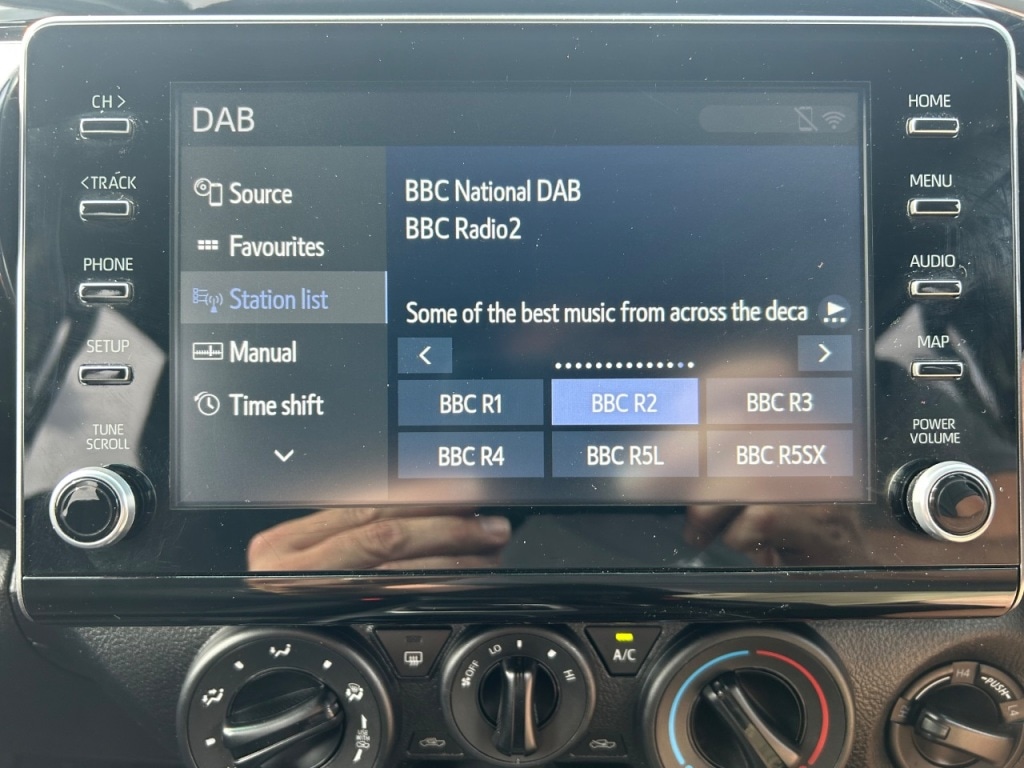 CH >
< TRACK
PHONE
SETUP
TUNE
SCROLL
DAB
Source
Favourites
Station list
Manual
Time shift
BBC National DAB
BBC Radio2
Some of the best music from across the deca
BBC R1
BBC R2
BBC R3
BBC R4
BBC R5L
BBC R5SX
HOME
MENU
AUDIO
MAP
POWER
VOLUME
OFF
LO
HI
A/C
H4
PUSH